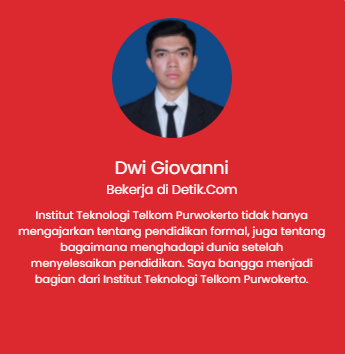 Dwi Giovanni
Bekerja di Detik.Com
Institut Teknologi Telkom Purwokerto tidak hanya
mengajarkan tentang pendidikan formal, juga tentang
bagaimana menghadapi dunia setelah
menyelesaikan pendidikan. Saya bangga menjadi
bagian dari Institut Teknologi Telkom Purwokerto.